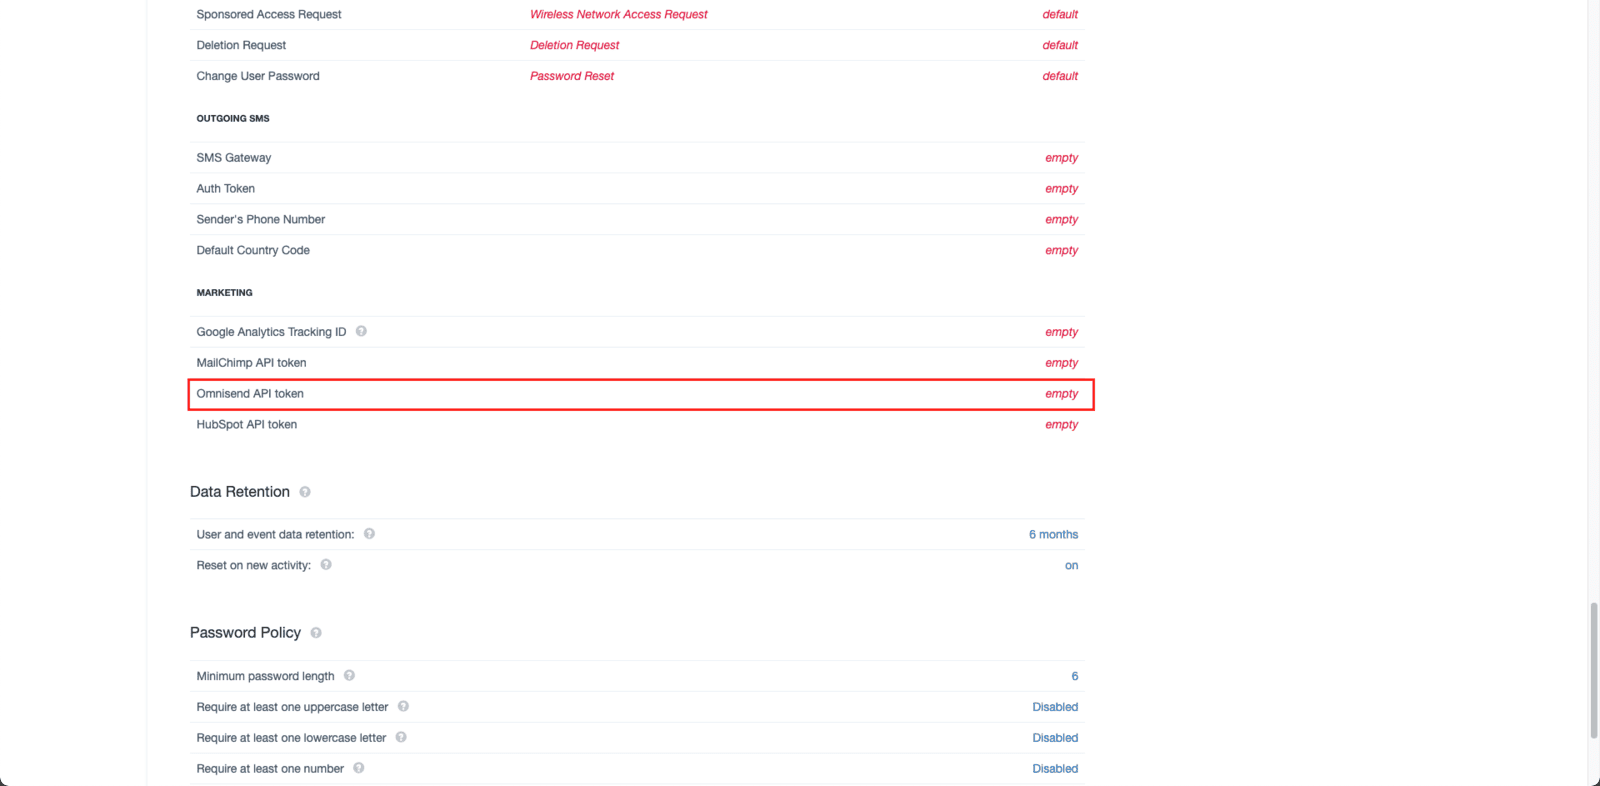 Sponsored Access Request Wireless Network Access Request default
Deletion Request Deletion Request default
Change User Password Password Reset default
OUTGOING SMS
SMS Gateway empty
Auth Token empty
Sender's Phone Number empty
Default Country Code empty
MARKETING
Google Analytics Tracking ID ? empty
MailChimp API token empty
Omnisend API token empty
HubSpot API token empty
Data Retention ?
User and event data retention: ? 6 months
Reset on new activity: ? on
Password Policy ?
Minimum password length ? 6
Require at least one uppercase letter ? Disabled
Require at least one lowercase letter ? Disabled
Require at least one number ? Disabled